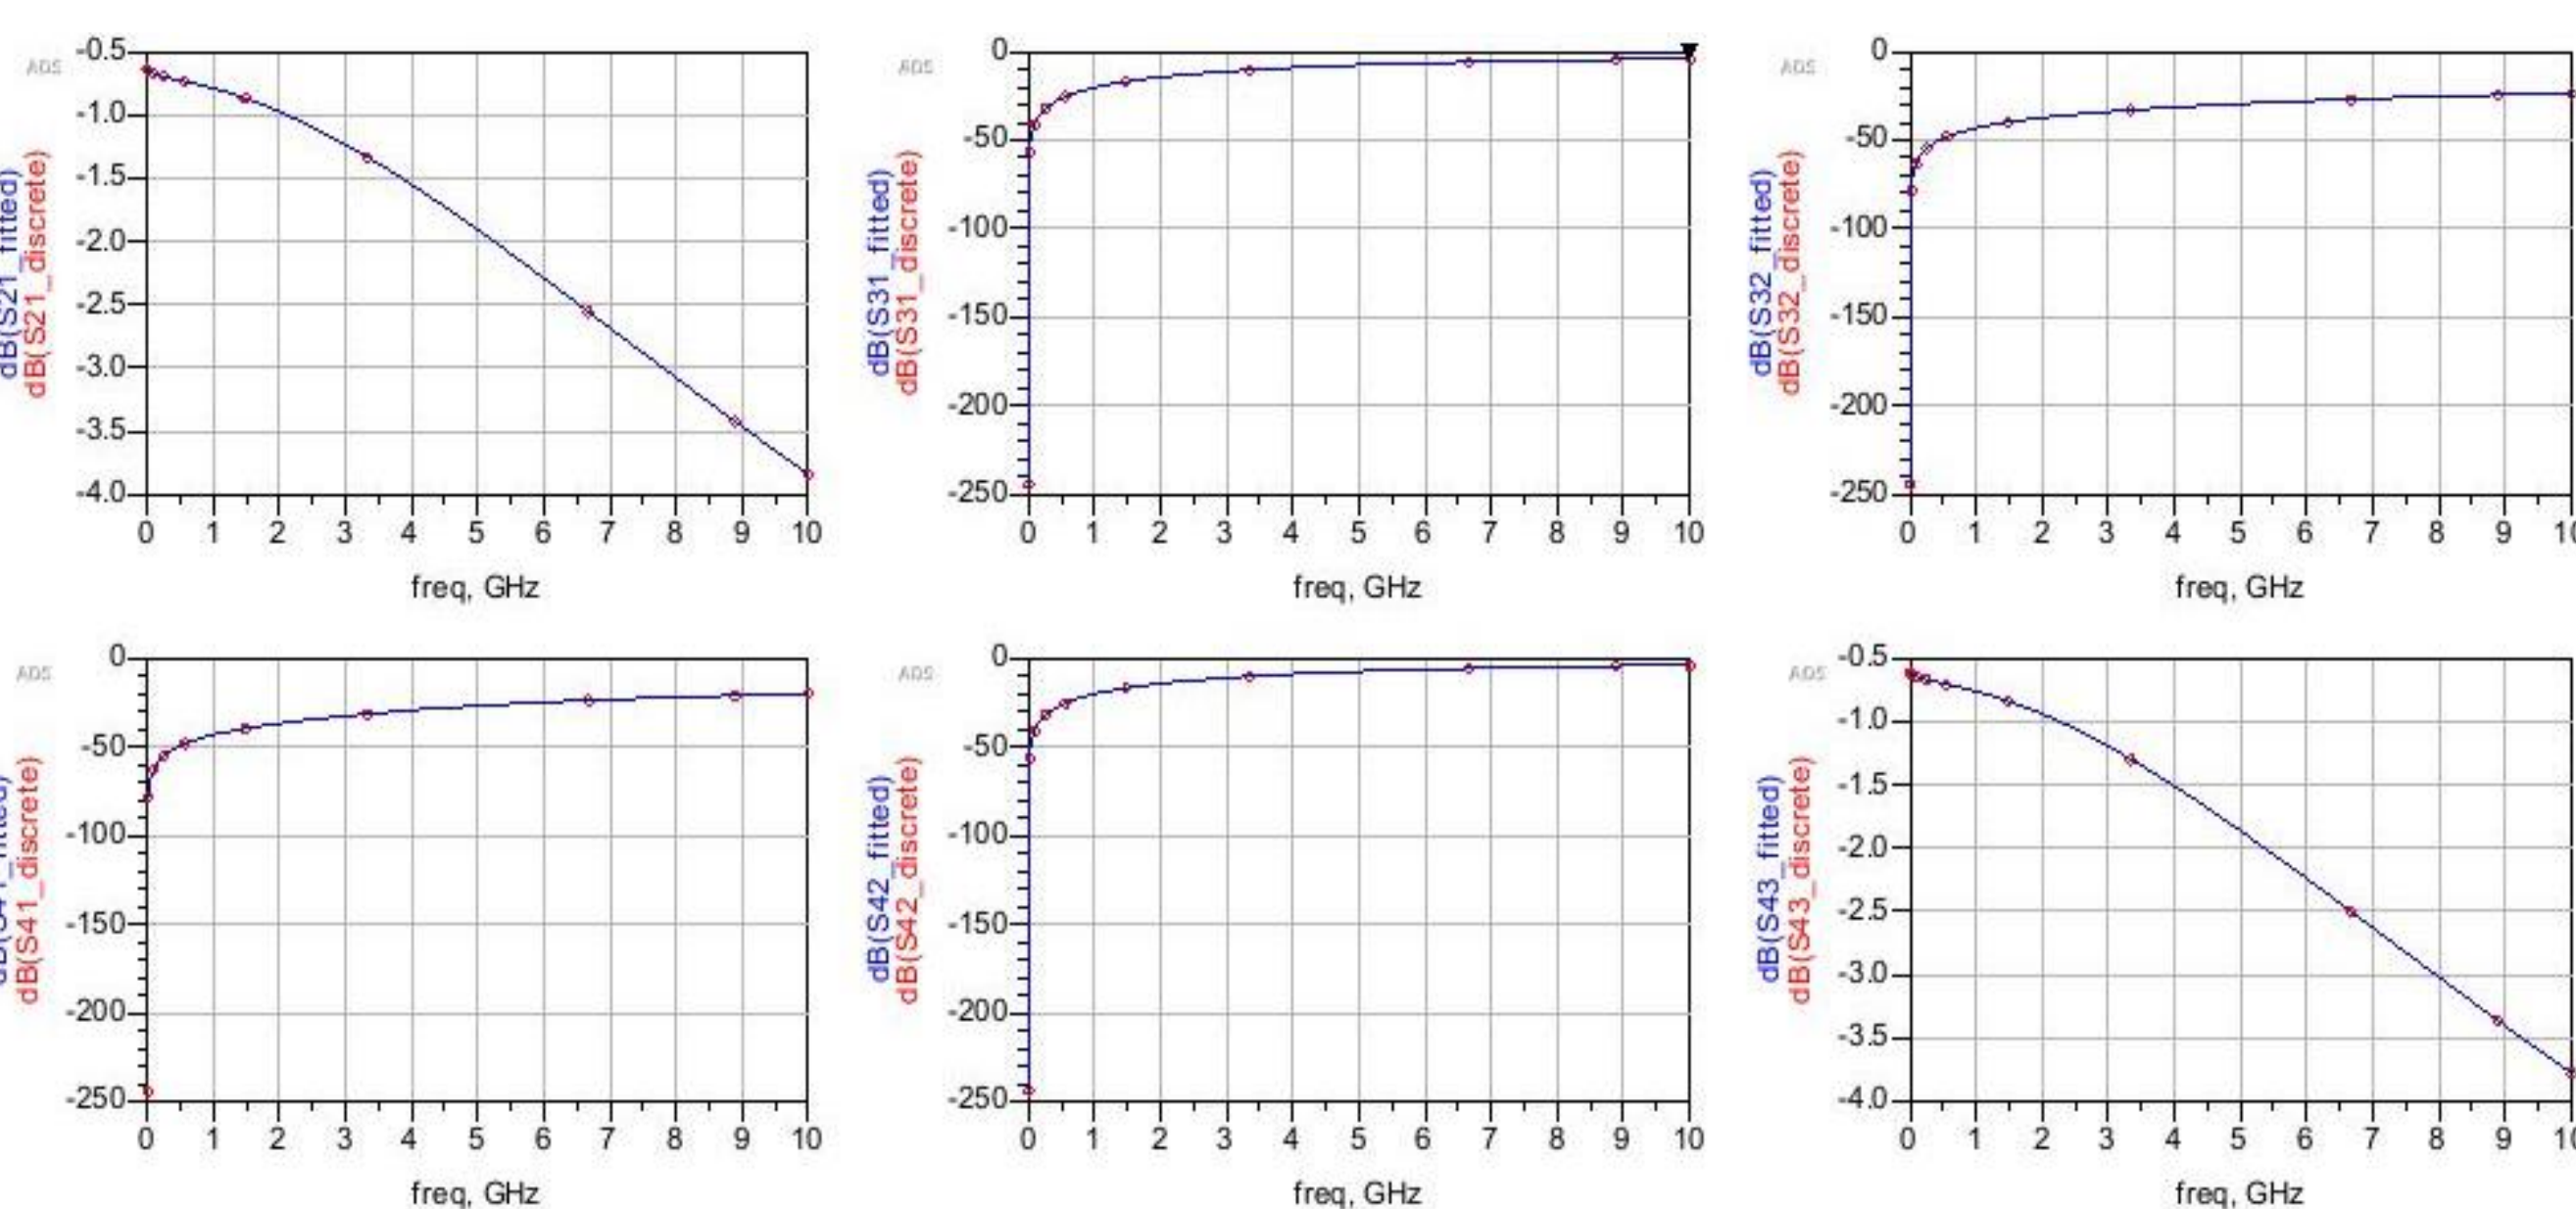 ADS
-0.5
-1.0
-1.5
-2.0
-2.5
-3.0
-3.5
-4.0
dB(S21_fitted)
dB(S21_discrete)
0 1 2 3 4 5 6 7 8 9 10
freq, GHz
ADS
0
-50
-100
-150
-200
-250
dB(S31_fitted)
dB(S31_discrete)
0 1 2 3 4 5 6 7 8 9 10
freq, GHz
ADS
0
-50
-100
-150
-200
-250
dB(S32_fitted)
dB(S32_discrete)
0 1 2 3 4 5 6 7 8 9 10
freq, GHz
ADS
0
-50
-100
-150
-200
-250
dB(S41_discrete)
0 1 2 3 4 5 6 7 8 9 10
freq, GHz
ADS
0
-50
-100
-150
-200
-250
dB(S42_fitted)
dB(S42_discrete)
0 1 2 3 4 5 6 7 8 9 10
freq, GHz
ADS
-0.5
-1.0
-1.5
-2.0
-2.5
-3.0
-3.5
-4.0
dB(S43_fitted)
dB(S43_discrete)
0 1 2 3 4 5 6 7 8 9 10
freq, GHz